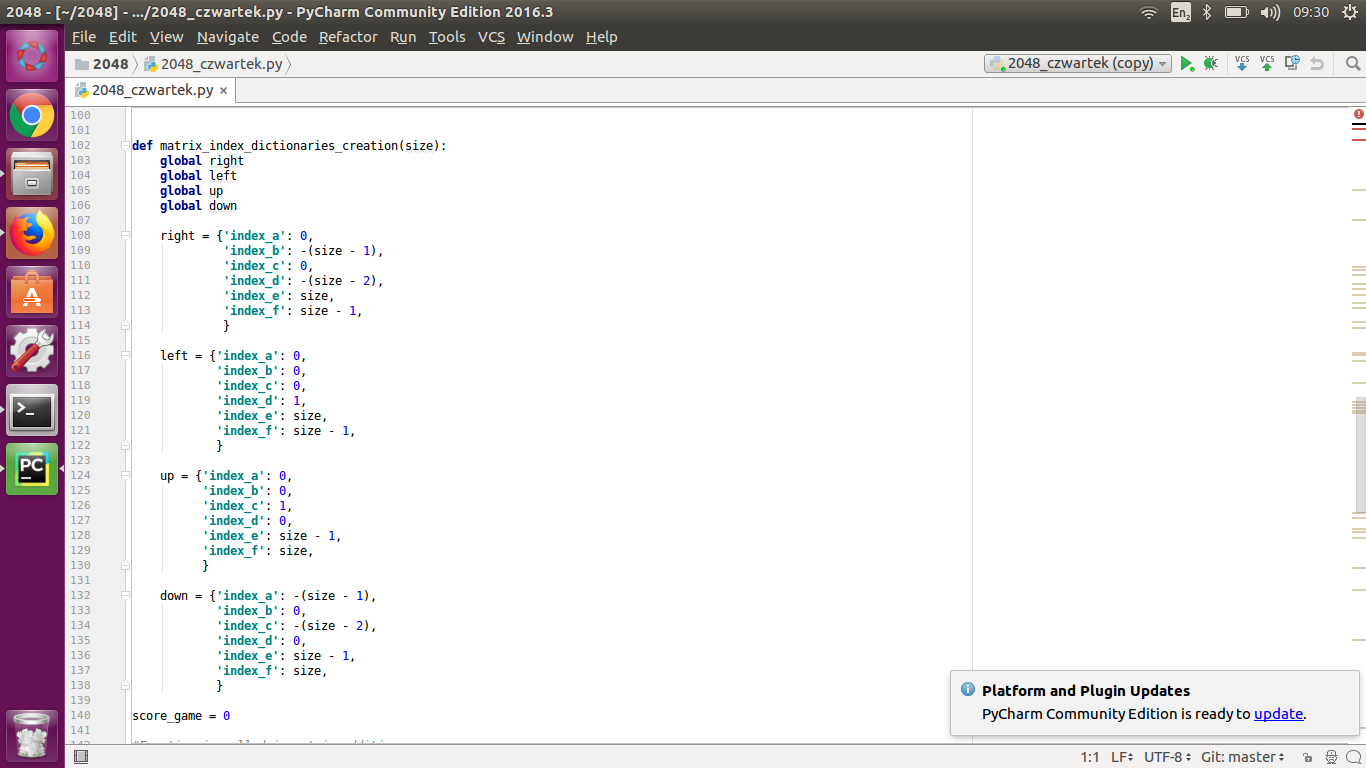 2048 - [~/2048] - .../2048_czwartek.py - PyCharm Community Edition 2016.3
En2
09:30
File Edit View Navigate Code Refactor Run Tools VCS Window Help
2048 2048_czwartek.py
2048_czwartek (copy)
VCS VCS
2048_czwartek.py ×
100
101
102 def matrix_index_dictionaries_creation(size):
103 global right
104 global left
105 global up
106 global down
107
108 right = {'index_a': 0,
109 'index_b': -(size - 1),
110 'index_c': 0,
111 'index_d': -(size - 2),
112 'index_e': size,
113 'index_f': size - 1,
114 }
115
116 left = {'index_a': 0,
117 'index_b': 0,
118 'index_c': 0,
119 'index_d': 1,
120 'index_e': size,
121 'index_f': size - 1,
122 }
123
124 up = {'index_a': 0,
125 'index_b': 0,
126 'index_c': 1,
127 'index_d': 0,
128 'index_e': size - 1,
129 'index_f': size,
130 }
131
132 down = {'index_a': -(size - 1),
133 'index_b': 0,
134 'index_c': -(size - 2),
135 'index_d': 0,
136 'index_e': size - 1,
137 'index_f': size,
138 }
139
140 score_game = 0
141
PC
Platform and Plugin Updates
PyCharm Community Edition is ready to update.
1:1 LF UTF-8 Git: master